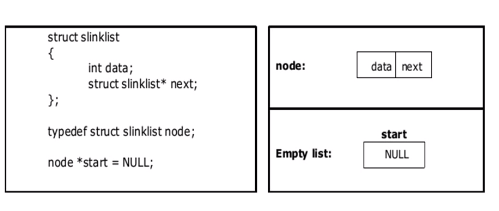 struct slinklist
{
int data;
struct slinklist* next;
};
typedef struct slinklist node;
node *start = NULL;
node:
data next
start
Empty list:
NULL